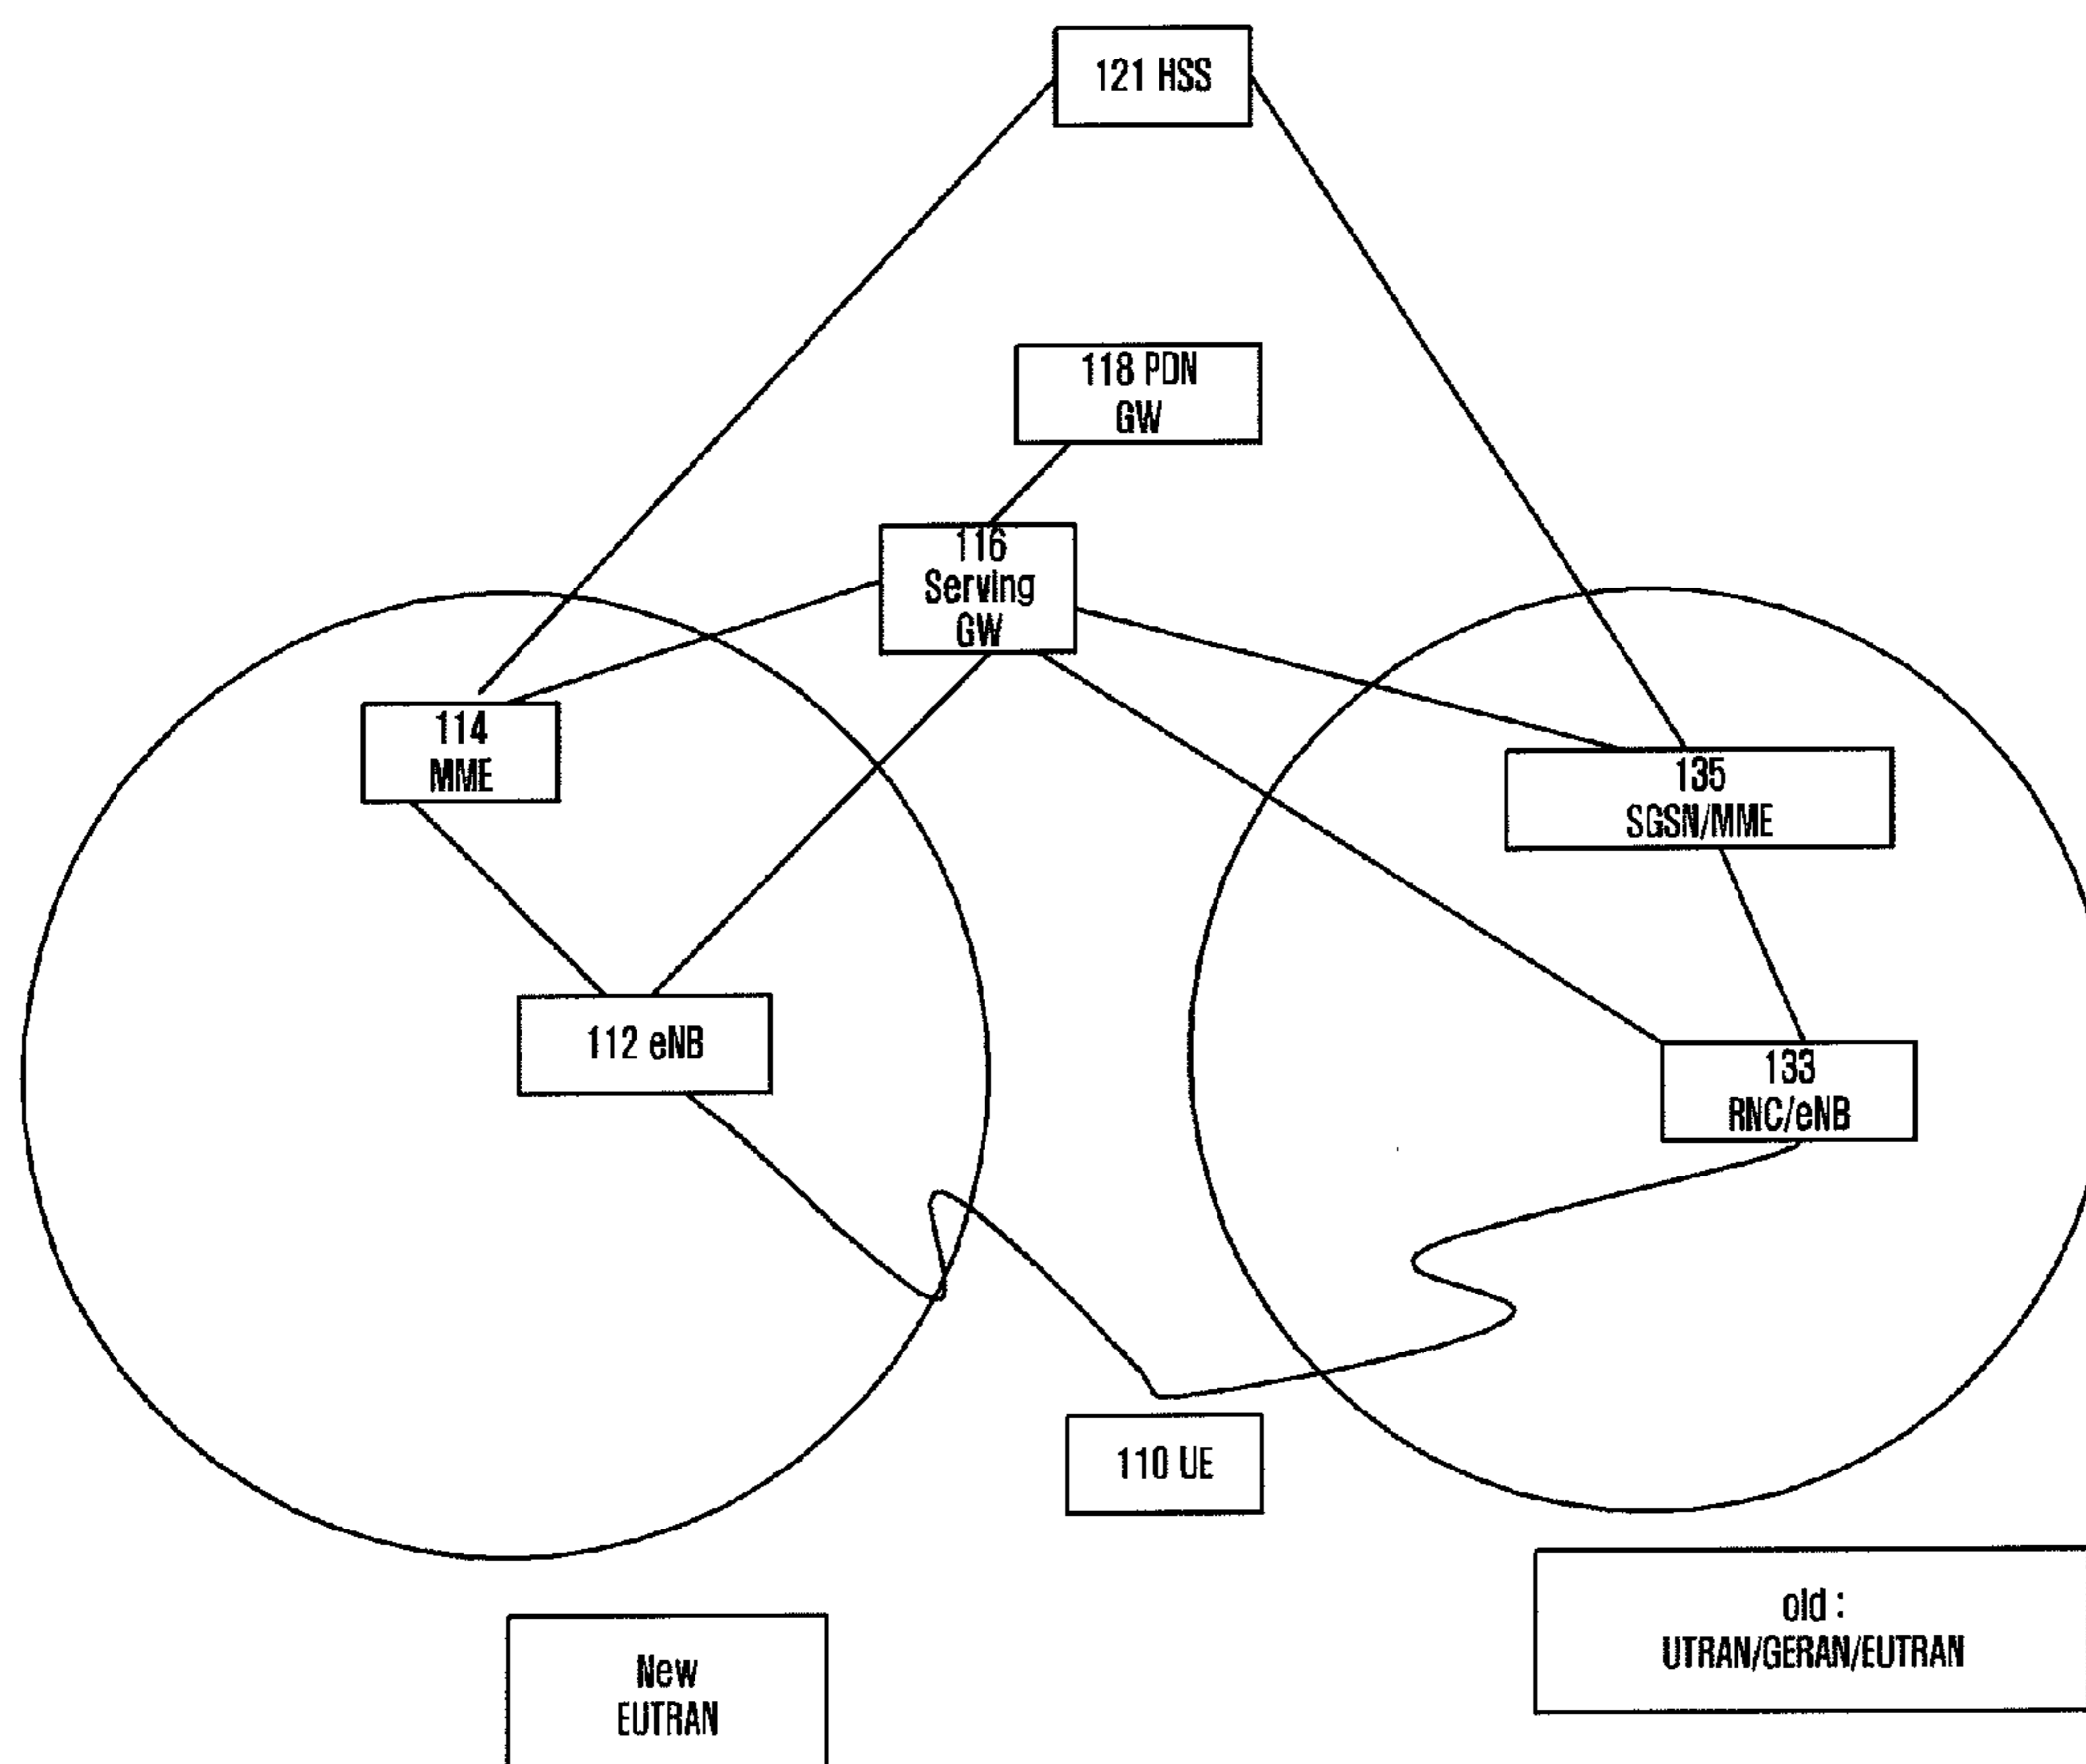 121 HSS
118 PDN
GW
116
Serving
GW
114
MME
135
SGSN/MME
112 eNB
133
RNC/eNB
110 UE
old :
UTRAN/GERAN/EUTRAN
New
EUTRAN